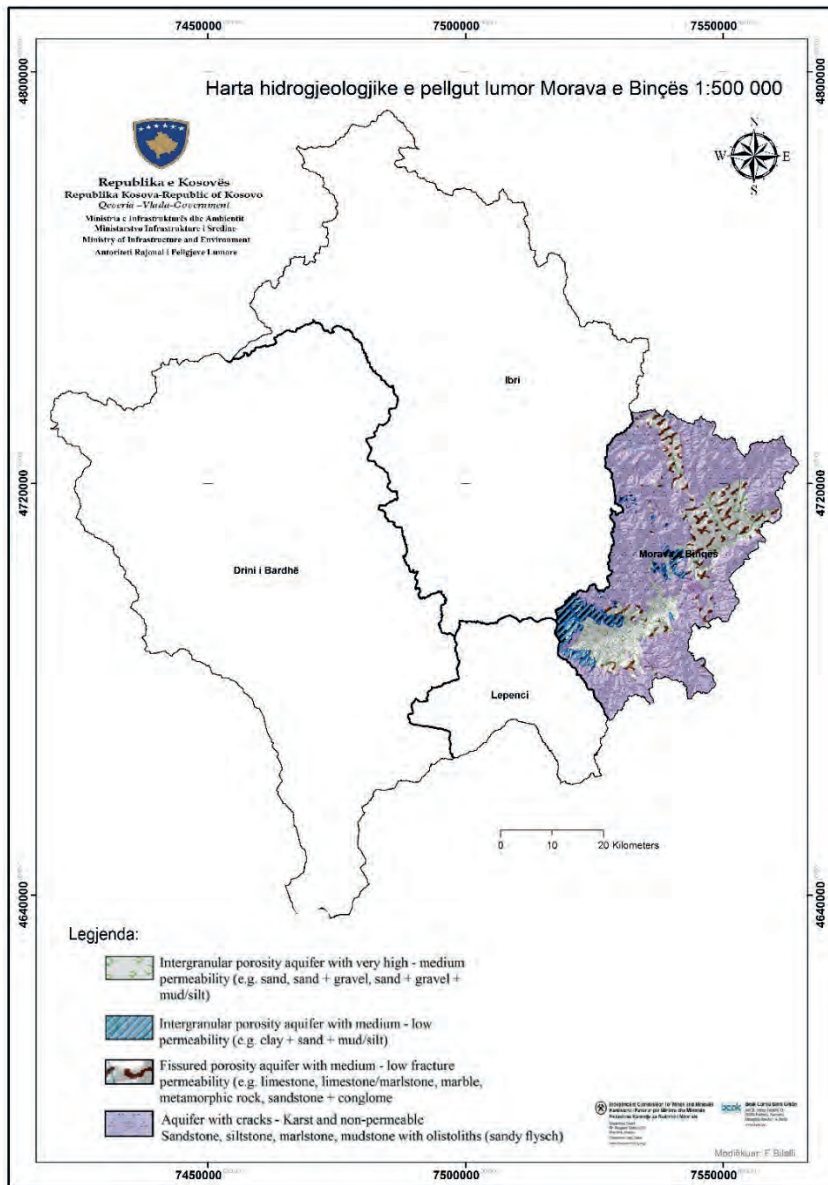 7450000 7500000 7550000
4800000 4800000
Harta hidrogjeologjike e pellgut lumor Morava e Binçës 1:500 000
N
W E
S
Republika e Kosovës
Republika Kosova-Republic of Kosovo
Qeveria –Vlada-Government
Ministria e Infrastrukturës dhe Ambientit
Ministarstvo Infrastrukture i Sredine
Ministry of Infrastructure and Environment
Autoriteti Rajonal i Pellgjeve Lumore
Ibri
4720000 4720000
Morava e Binçës
Drini i Bardhë
Lepenci
0 10 20 Kilometers
4640000 4640000
Legjenda:
Intergranular porosity aquifer with very high - medium
permeability (e.g. sand, sand + gravel, sand + gravel +
mud/silt)
Intergranular porosity aquifer with medium - low
permeability (e.g. clay + sand + mud/silt)
Fissured porosity aquifer with medium - low fracture
permeability (e.g. limestone, limestone/marlstone, marble,
metamorphic rock, sandstone + conglome
Aquifer with cracks - Karst and non-permeable
Sandstone, siltstone, marlstone, mudstone with olistoliths (sandy flysch)
Independent Commission for Mines and Minerals
Modifikuar: F.Bilalli
7450000 7500000 7550000